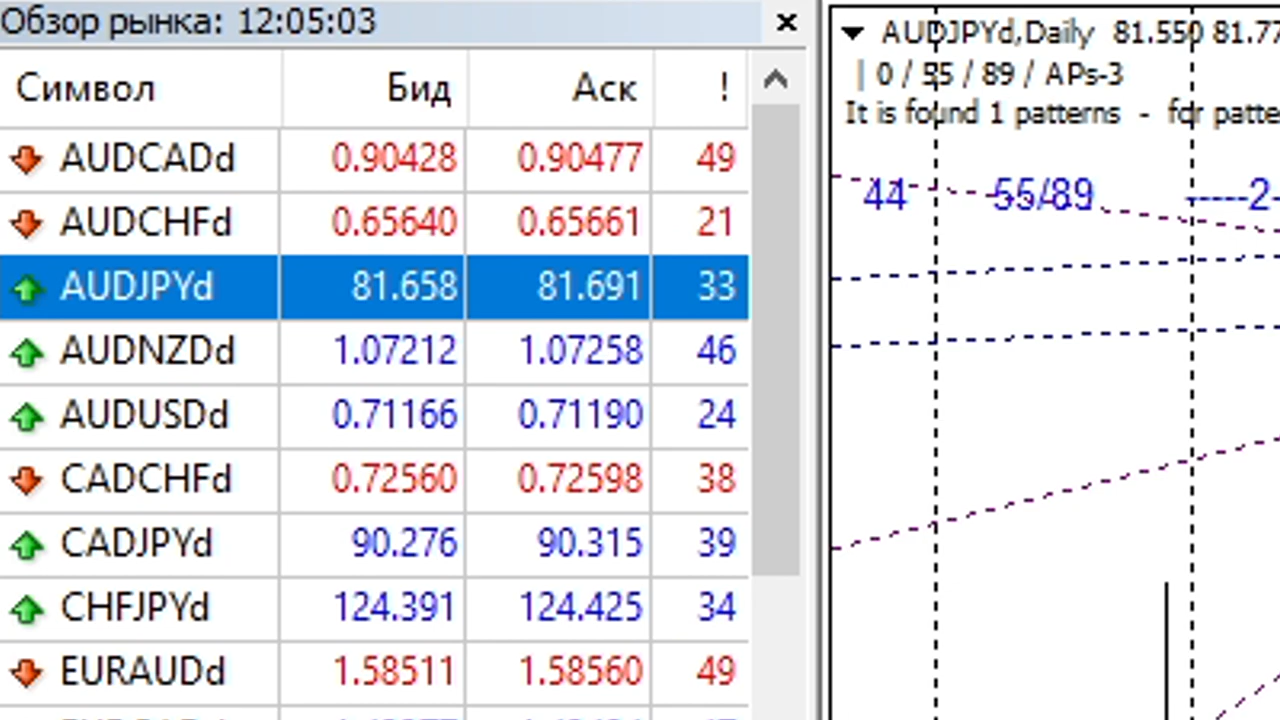 Обзор рынка: 12:05:03
Символ Бид Аск !
AUDCADd 0.90428 0.90477 49
AUDCHFd 0.65640 0.65661 21
AUDJPYd 81.658 81.691 33
AUDNZDd 1.07212 1.07258 46
AUDUSDd 0.71166 0.71190 24
CADCHFd 0.72560 0.72598 38
CADJPYd 90.276 90.315 39
CHFJPYd 124.391 124.425 34
EURAUDd 1.58511 1.58560 49
AUDJPYd,Daily 81.550 81.77
| 0 / 55 / 89 / APs-3
It is found 1 patterns - for patte
44 55/89 -----2-